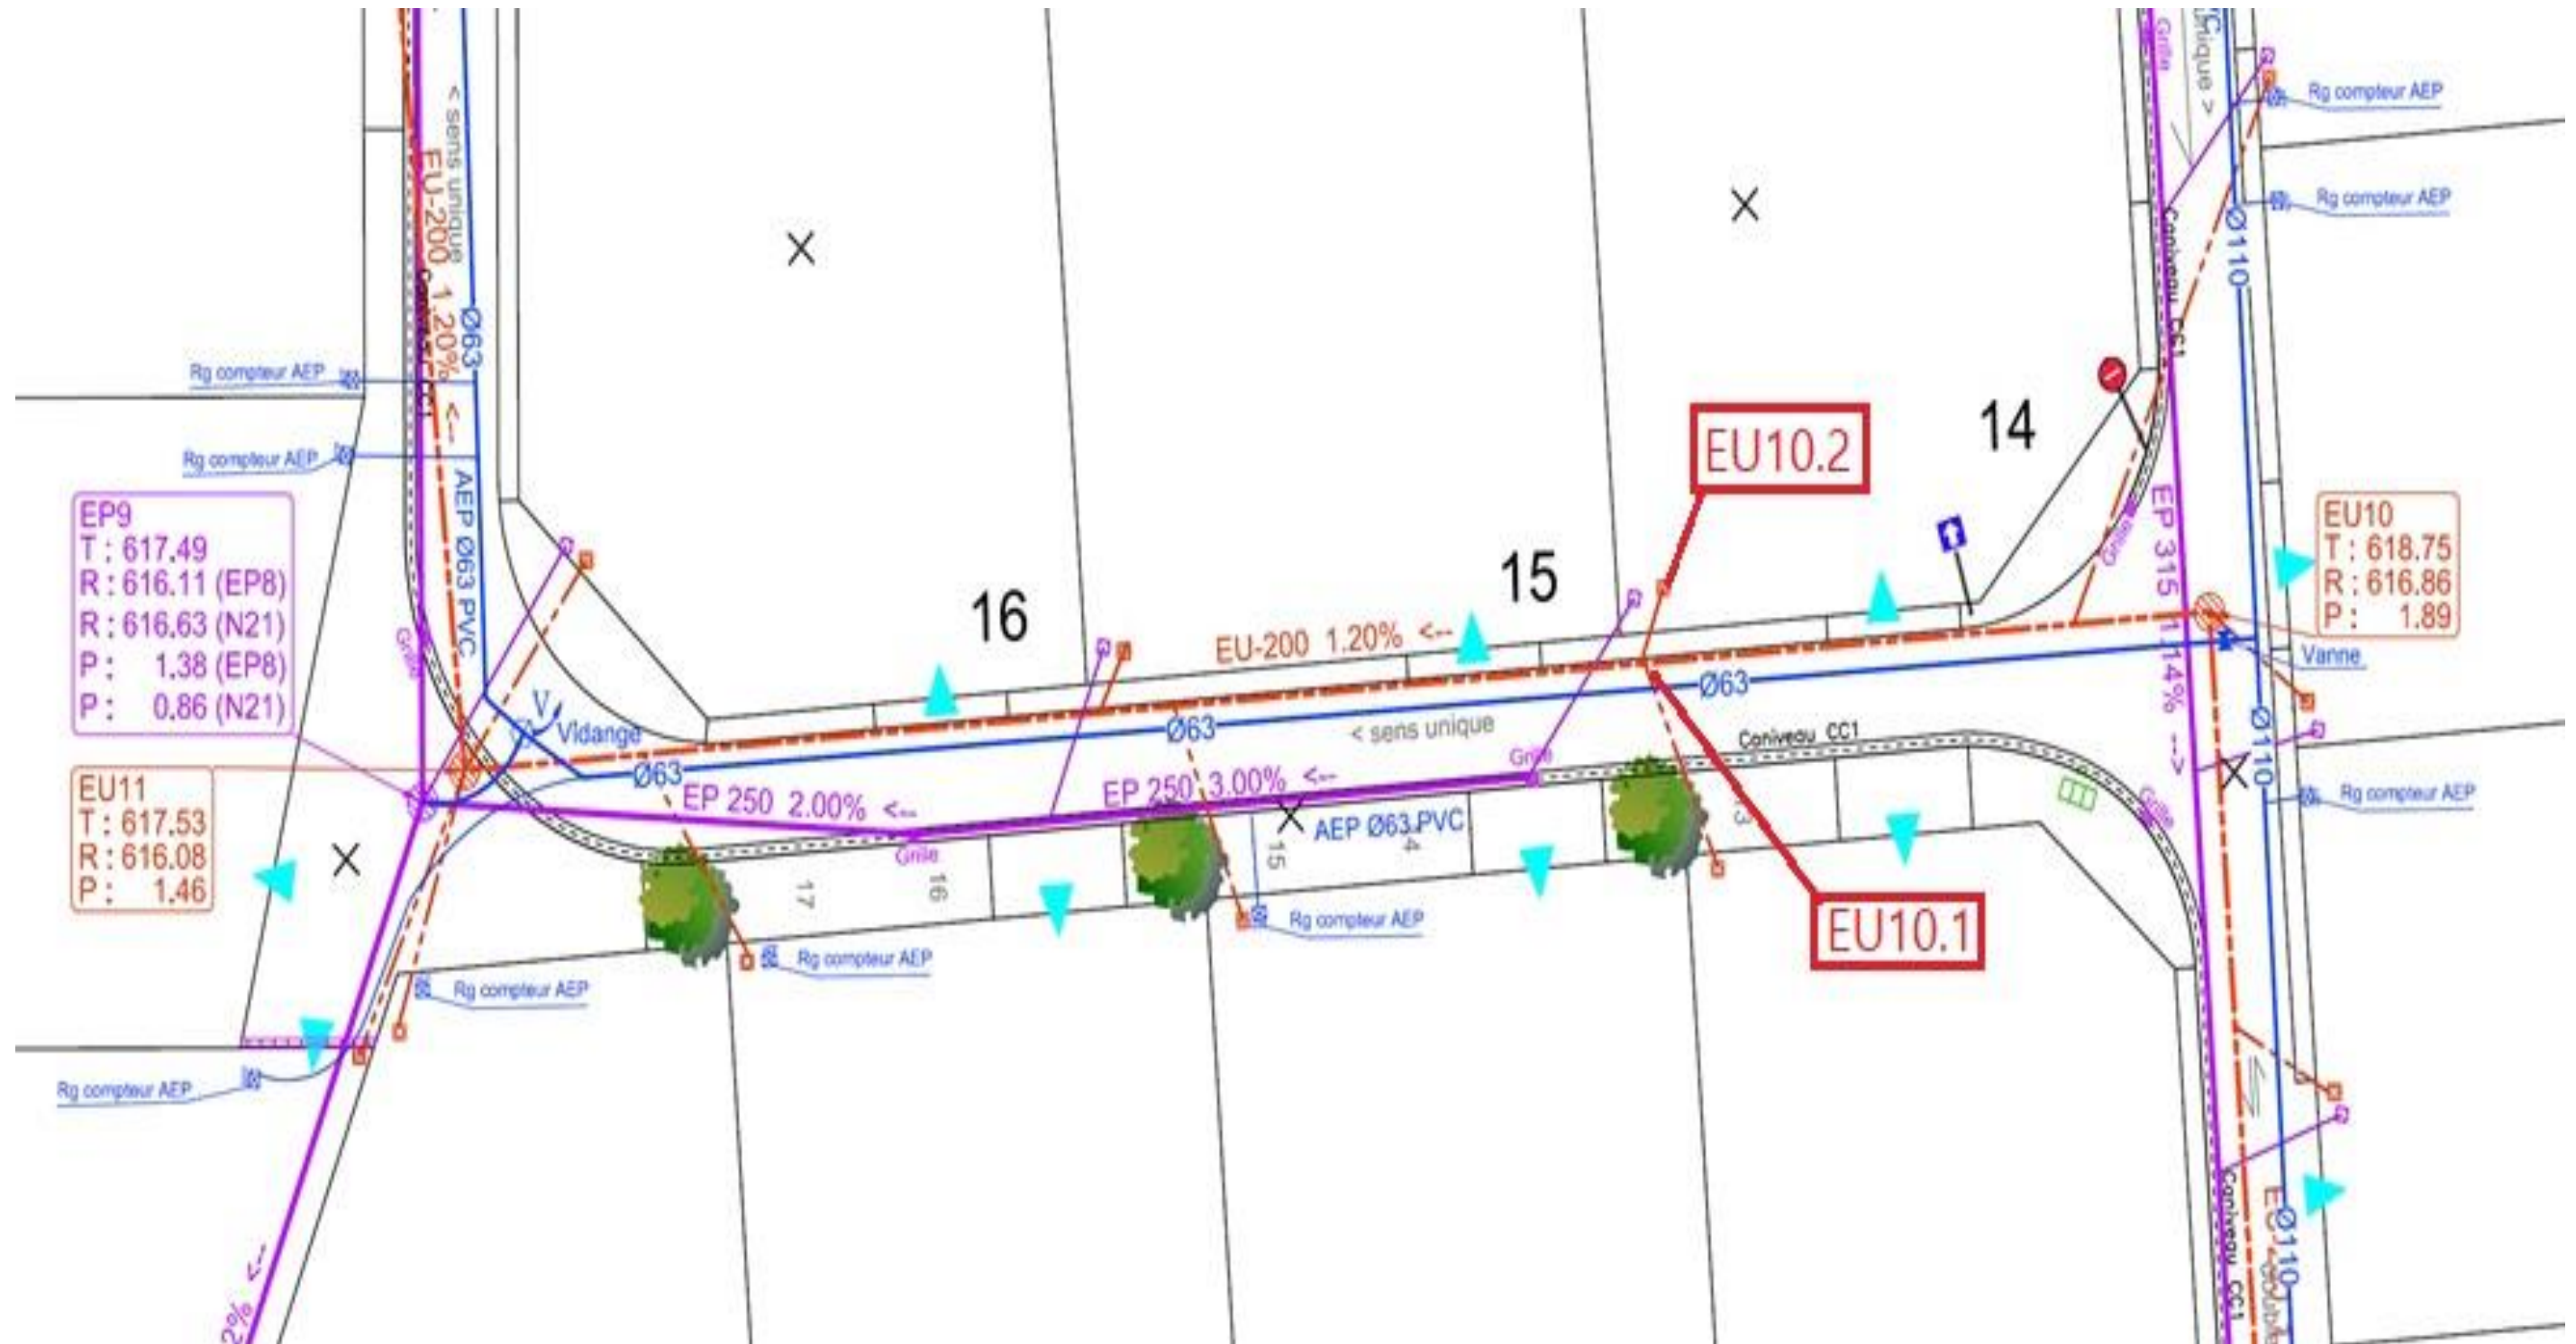 Grille
unique >
Rg compteur AEP
Rg compteur AEP
Ø110
Caniveau CC1
< sens unique
EU-200 1.20% <--
Ø63
Rg compteur AEP
Rg compteur AEP
AEP Ø63 PVC
Grille
EP9
T : 617.49
R : 616.11 (EP8)
R : 616.63 (N21)
P : 1.38 (EP8)
P : 0.86 (N21)
EU11
T : 617.53
R : 616.08
P : 1.46
V
Vidange
16
15
14
EU10.2
EU-200 1.20% <--
Ø63
Ø63
Ø63
< sens unique
Grille
EP 315 1.14% -->
EU10
T : 618.75
R : 616.86
P : 1.89
Vanne
Ø110
Rg compteur AEP
Grille
Caniveau CC1
EP 250 2.00% <--
EP 250 3.00% <--
Grille
Grille
AEP Ø63 PVC
17
16
15
EU10.1
Rg compteur AEP
Rg compteur AEP
Rg compteur AEP
Rg compteur AEP
2% <--
Caniveau CC1
Ø110